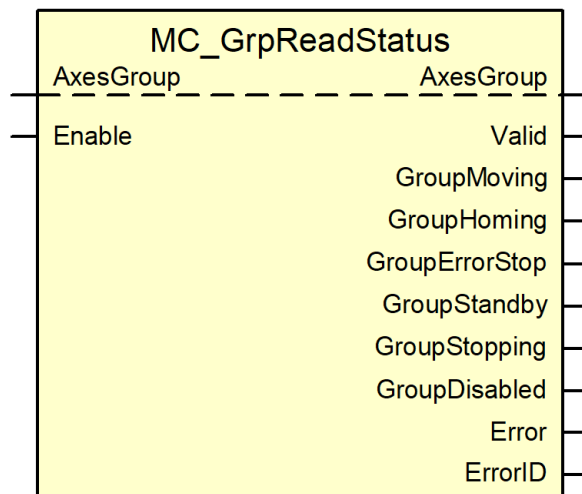 MC_GrpReadStatus
AxesGroup AxesGroup
Enable Valid
GroupMoving
GroupHoming
GroupErrorStop
GroupStandby
GroupStopping
GroupDisabled
Error
ErrorID